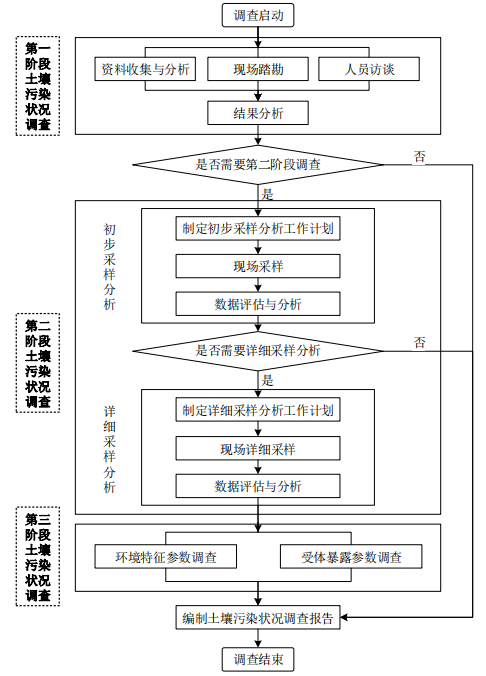 调查启动
第一
阶段
土壤
污染
状况
调查
资料收集与分析
现场踏勘
人员访谈
结果分析
是否需要第二阶段调查
否
是
初步采样分析
制定初步采样分析工作计划
现场采样
数据评估与分析
第二
阶段
土壤
污染
状况
调查
是否需要详细采样分析
否
是
详细采样分析
制定详细采样分析工作计划
现场详细采样
数据评估与分析
第三
阶段
土壤
污染
状况
调查
环境特征参数调查
受体暴露参数调查
编制土壤污染状况调查报告
调查结束